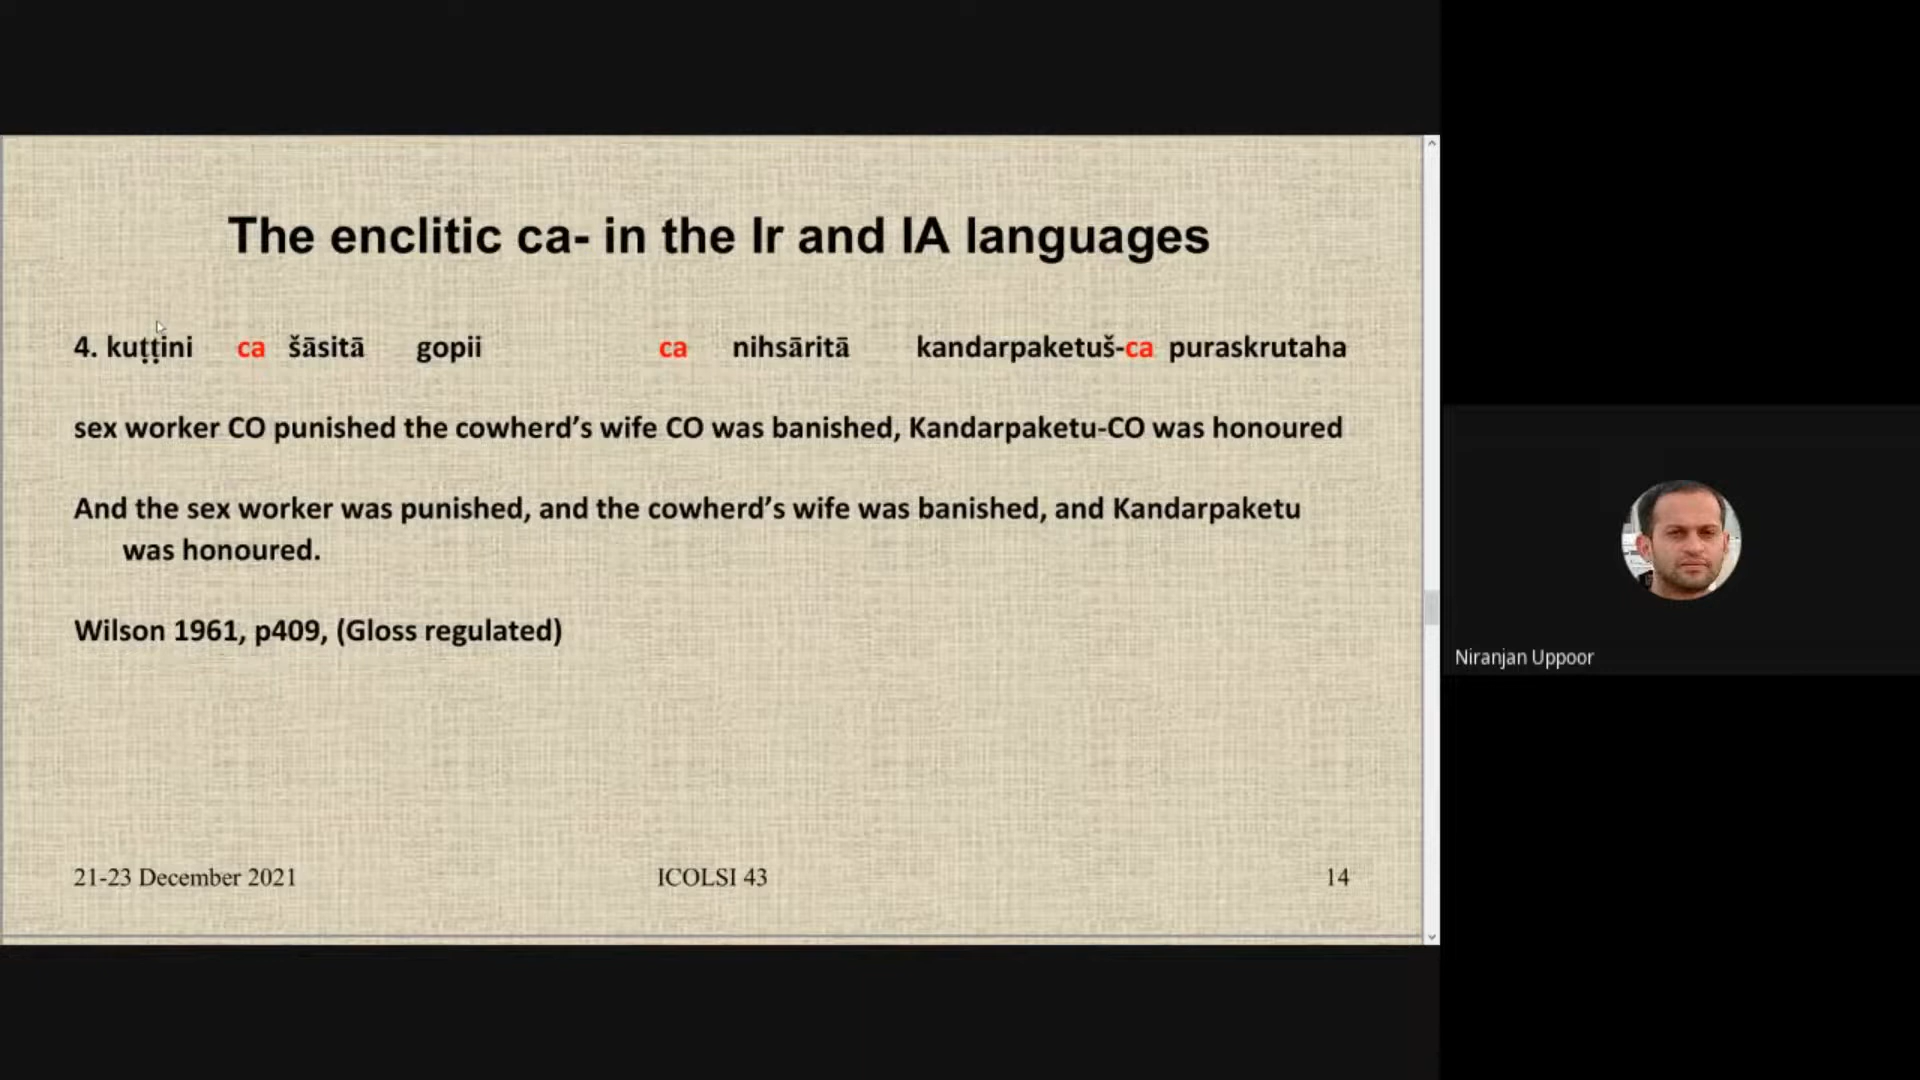 The enclitic ca- in the Ir and IA languages
4. kuṭṭini ca šāsitā gopii ca nihsāritā kandarpaketuš-ca puraskrutaha
sex worker CO punished the cowherd’s wife CO was banished, Kandarpaketu-CO was honoured
And the sex worker was punished, and the cowherd’s wife was banished, and Kandarpaketu
was honoured.
Wilson 1961, p409, (Gloss regulated)
21-23 December 2021 ICOLSI 43 14
Niranjan Uppoor